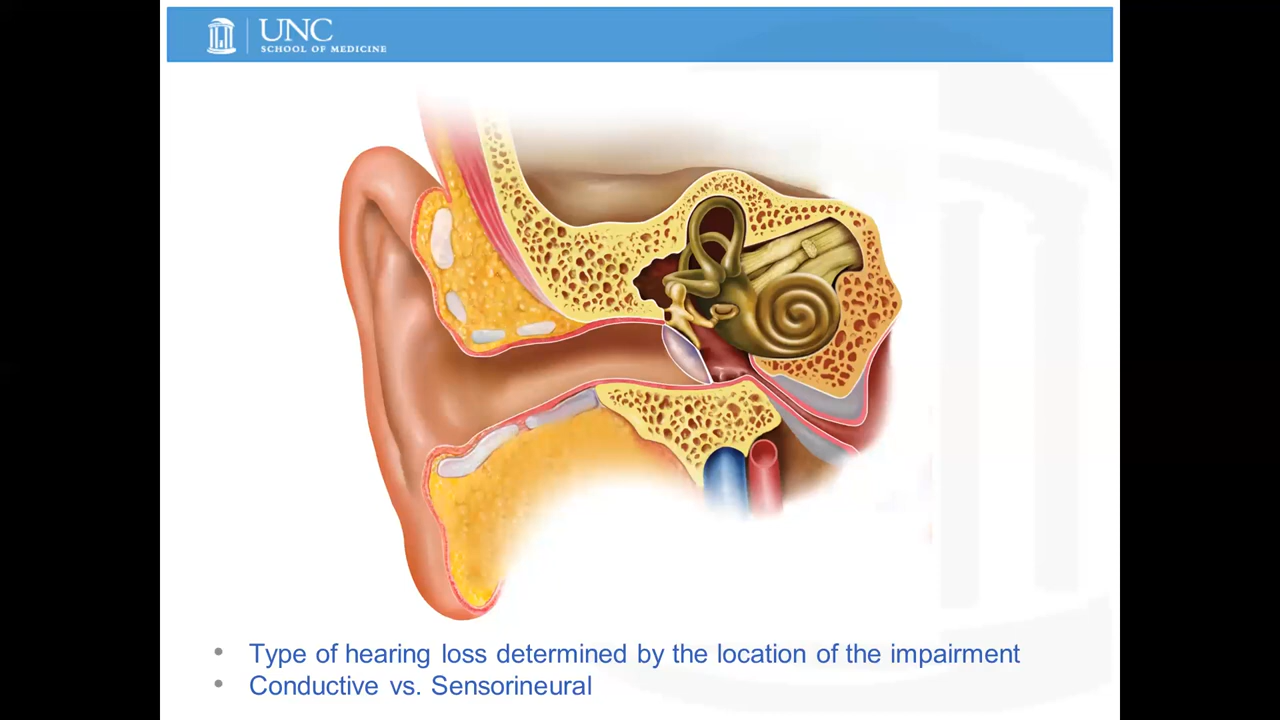 UNC
SCHOOL OF MEDICINE
• Type of hearing loss determined by the location of the impairment
• Conductive vs. Sensorineural